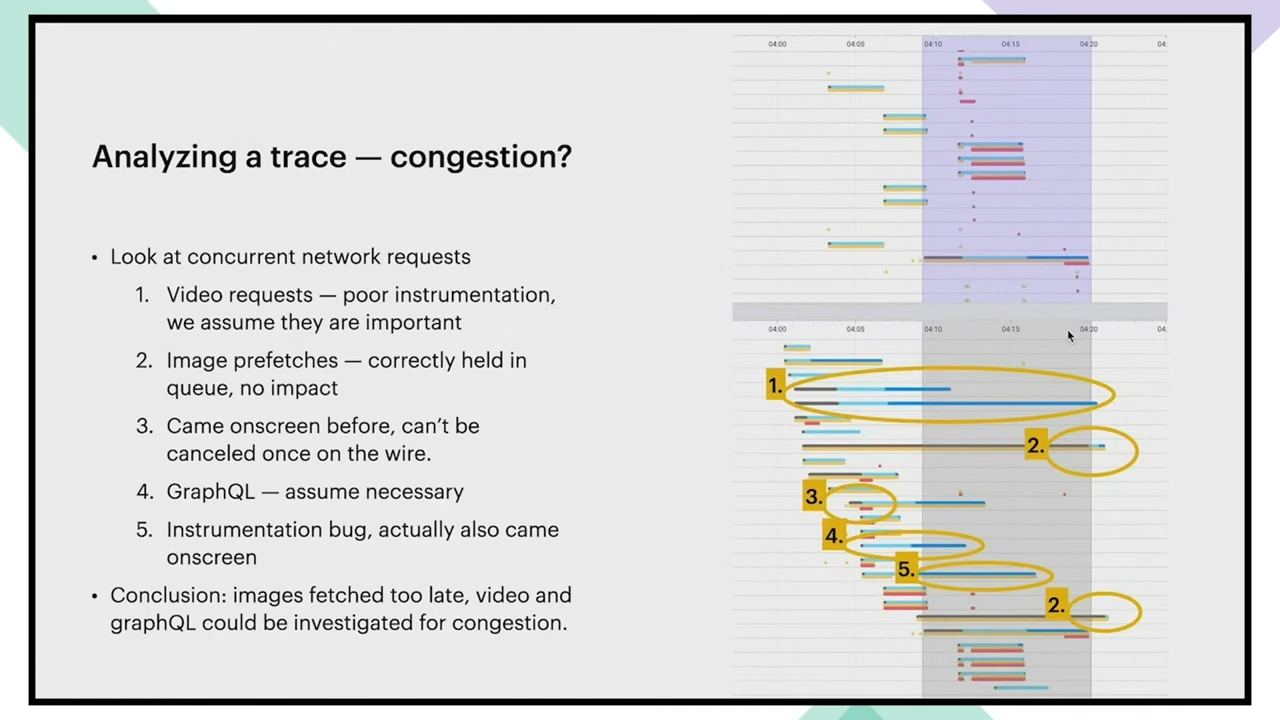 Analyzing a trace — congestion?
• Look at concurrent network requests
1. Video requests — poor instrumentation,
we assume they are important
2. Image prefetches — correctly held in
queue, no impact
3. Came onscreen before, can't be
canceled once on the wire.
4. GraphQL — assume necessary
5. Instrumentation bug, actually also came
onscreen
• Conclusion: images fetched too late, video and
graphQL could be investigated for congestion.
04:00 04:05 04:10 04:15 04:20 04:
04:00 04:05 04:10 04:15 04:20 04:
1.
2.
3.
4.
5.
2.